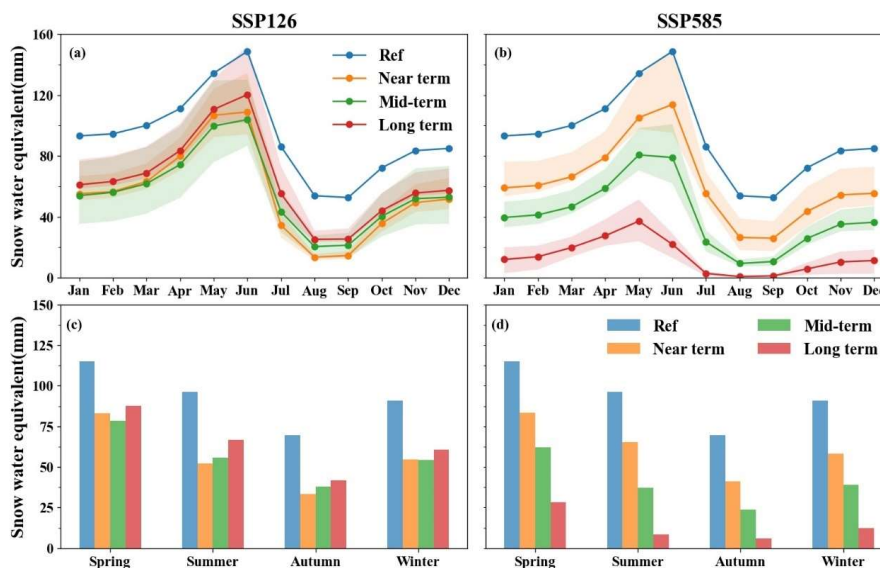 SSP126
SSP585
Snow water equivalent(mm)
160
120
80
40
0
(a)
Ref
Near term
Mid-term
Long term
Jan Feb Mar Apr May Jun Jul Aug Sep Oct Nov Dec
(b)
Jan Feb Mar Apr May Jun Jul Aug Sep Oct Nov Dec
Snow water equivalent(mm)
150
125
100
75
50
25
0
(c)
Spring Summer Autumn Winter
(d)
Ref
Near term
Mid-term
Long term
Spring Summer Autumn Winter